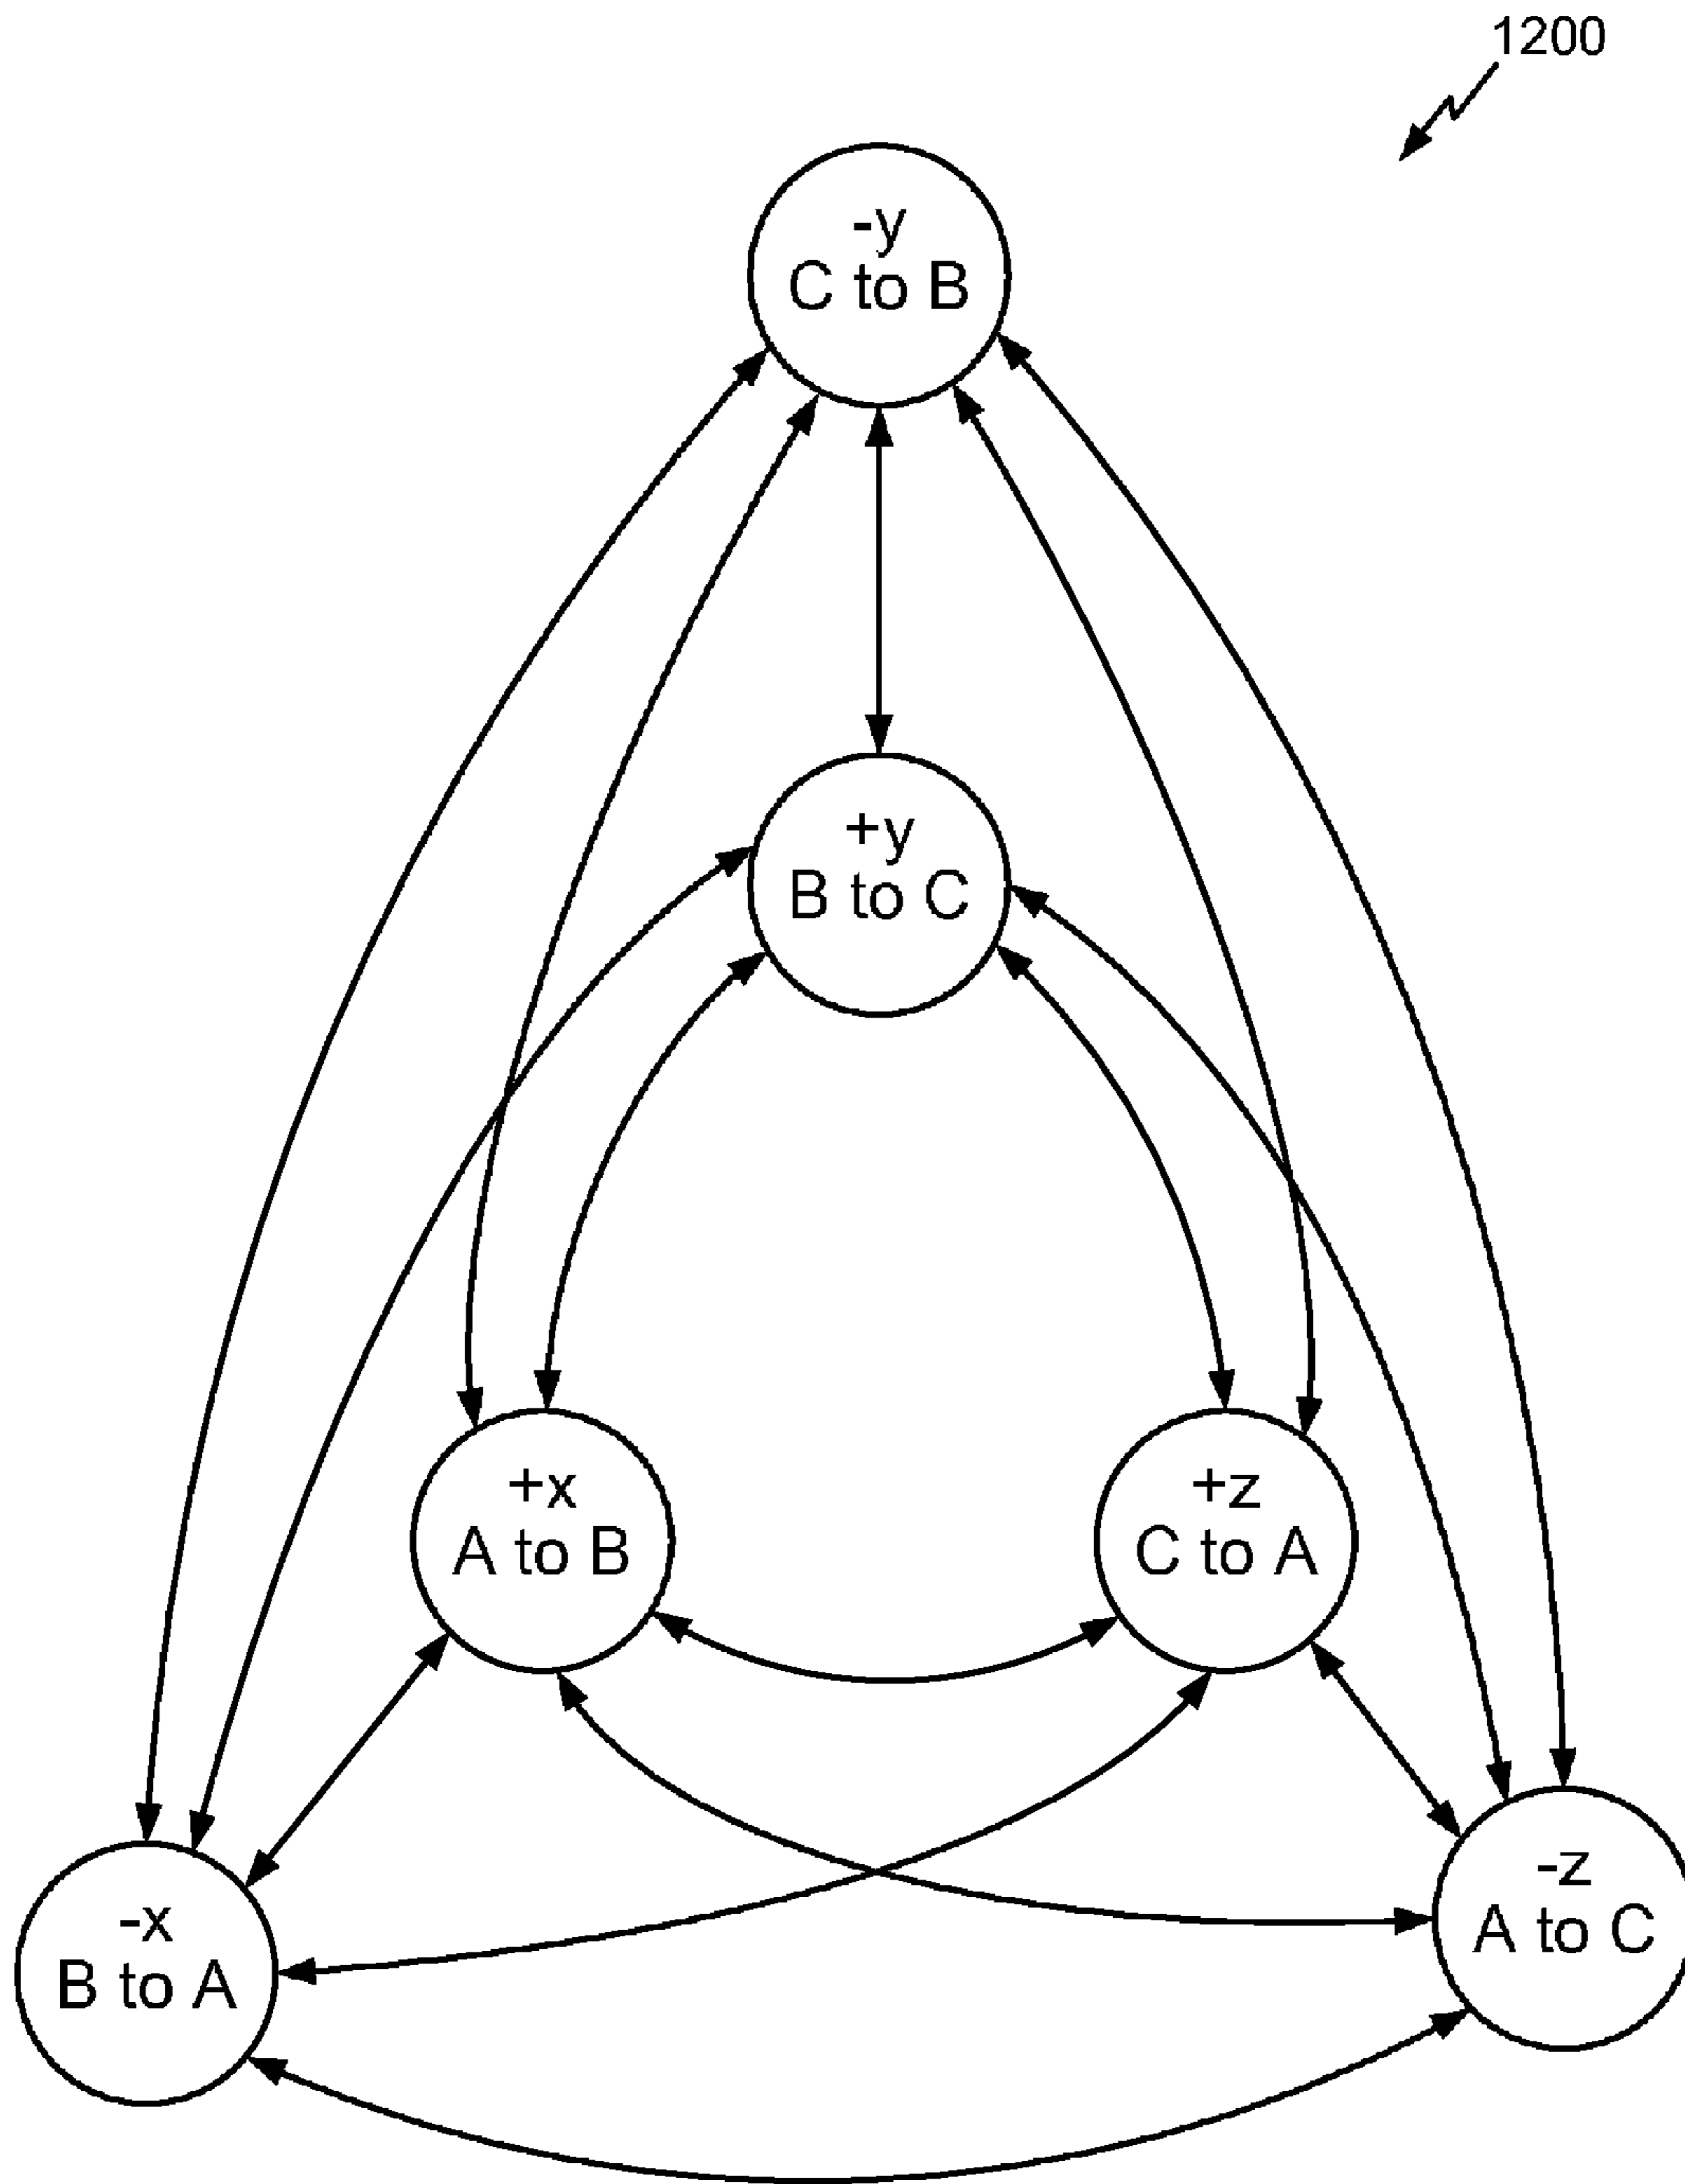 1200
-y
C to B
+y
B to C
+x
A to B
+z
C to A
-x
B to A
-z
A to C